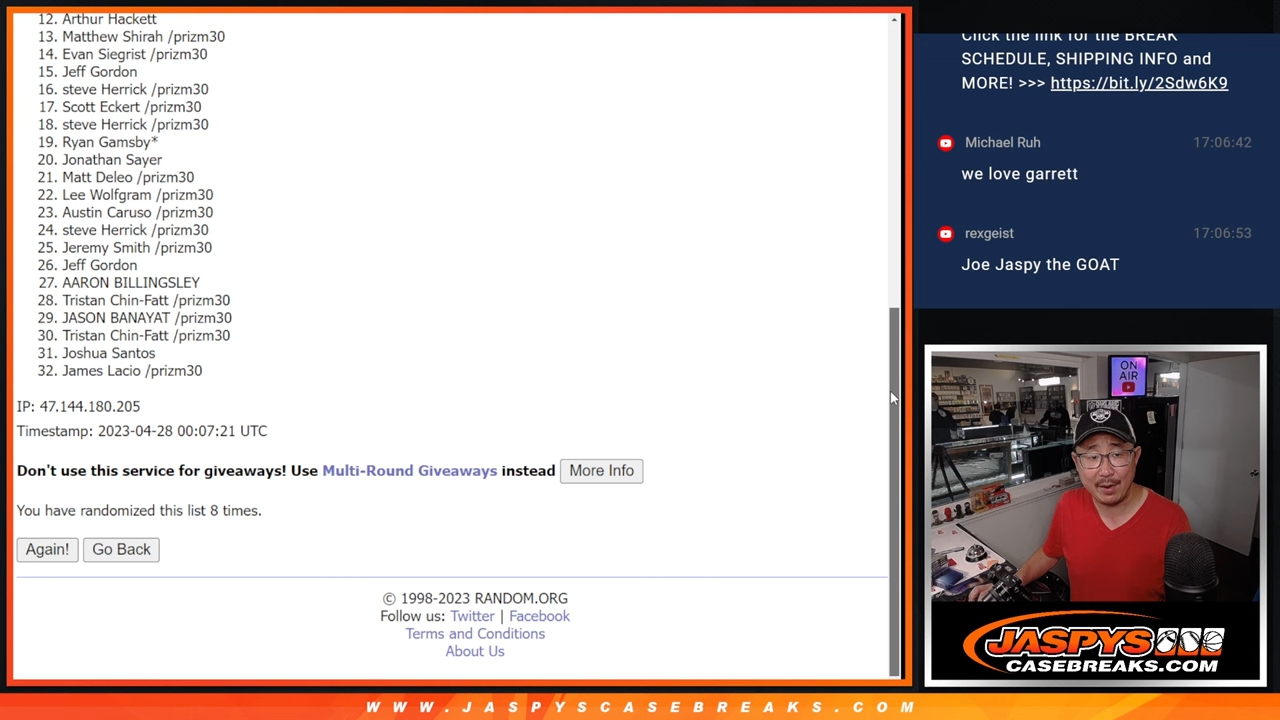 12. Arthur Hackett
13. Matthew Shirah /prizm30
14. Evan Siegrist /prizm30
15. Jeff Gordon
16. steve Herrick /prizm30
17. Scott Eckert /prizm30
18. steve Herrick /prizm30
19. Ryan Gamsby*
20. Jonathan Sayer
21. Matt Deleo /prizm30
22. Lee Wolfgram /prizm30
23. Austin Caruso /prizm30
24. steve Herrick /prizm30
25. Jeremy Smith /prizm30
26. Jeff Gordon
27. AARON BILLINGSLEY
28. Tristan Chin-Fatt /prizm30
29. JASON BANAYAT /prizm30
30. Tristan Chin-Fatt /prizm30
31. Joshua Santos
32. James Lacio /prizm30
IP: 47.144.180.205
Timestamp: 2023-04-28 00:07:21 UTC
Don't use this service for giveaways! Use Multi-Round Giveaways instead More Info
You have randomized this list 8 times.
Again! Go Back
© 1998-2023 RANDOM.ORG
Follow us: Twitter | Facebook
Terms and Conditions
About Us
Click the link for the BREAK
SCHEDULE, SHIPPING INFO and
MORE! >>> https://bit.ly/2Sdw6K9
Michael Ruh 17:06:42
we love garrett
rexgeist 17:06:53
Joe Jaspy the GOAT
ON
AIR
JASPYS
CASEBREAKS.COM
WWW.JASPYSCASEBREAKS.COM